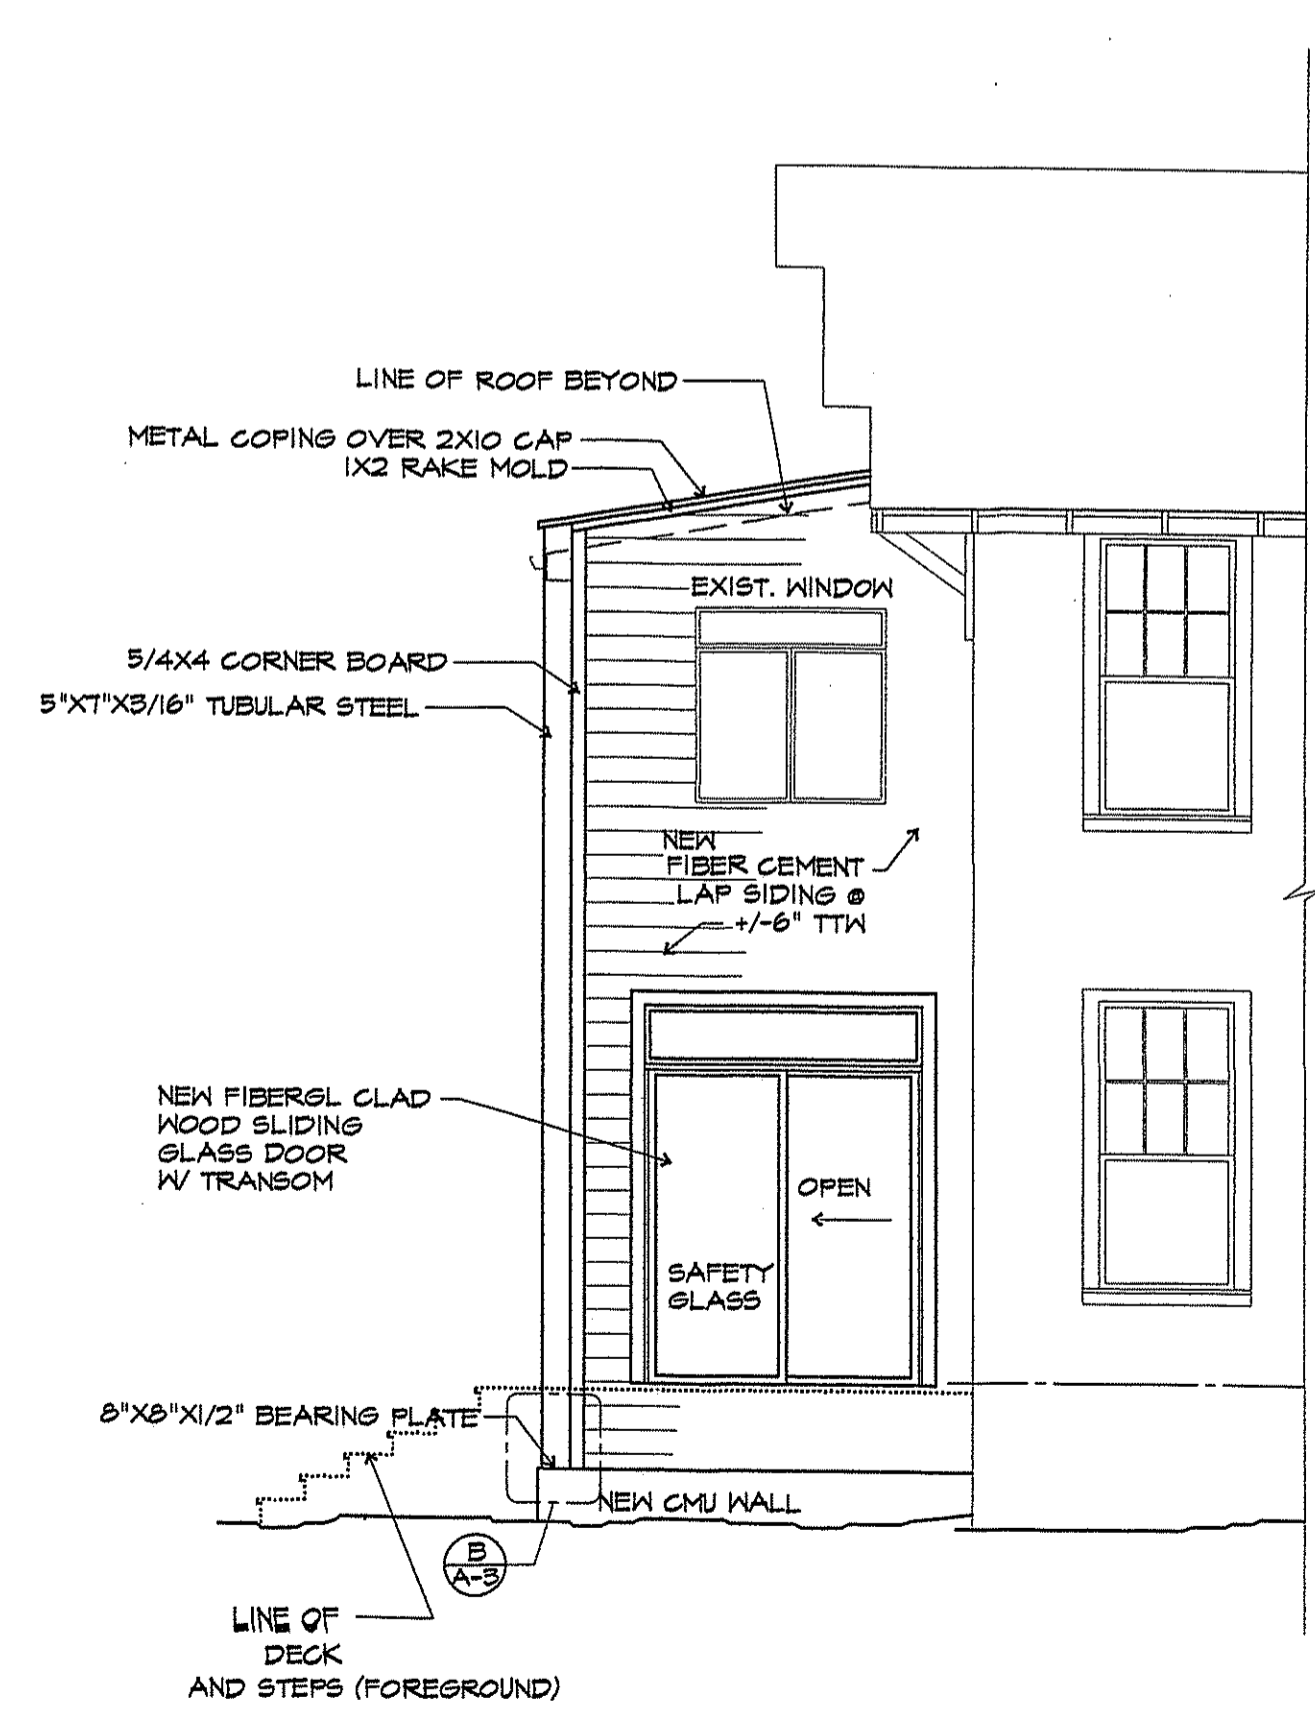 LINE OF ROOF BEYOND
METAL COPING OVER 2X10 CAP
1X2 RAKE MOLD
EXIST. WINDOW
5/4X4 CORNER BOARD
5"X7"X3/16" TUBULAR STEEL
NEW
FIBER CEMENT
LAP SIDING @
+/-6" TTW
NEW FIBERGL CLAD
WOOD SLIDING
GLASS DOOR
W/ TRANSOM
OPEN
SAFETY
GLASS
8"X8"X1/2" BEARING PLATE
NEW CMU WALL
B
A-3
LINE OF
DECK
AND STEPS (FOREGROUND)